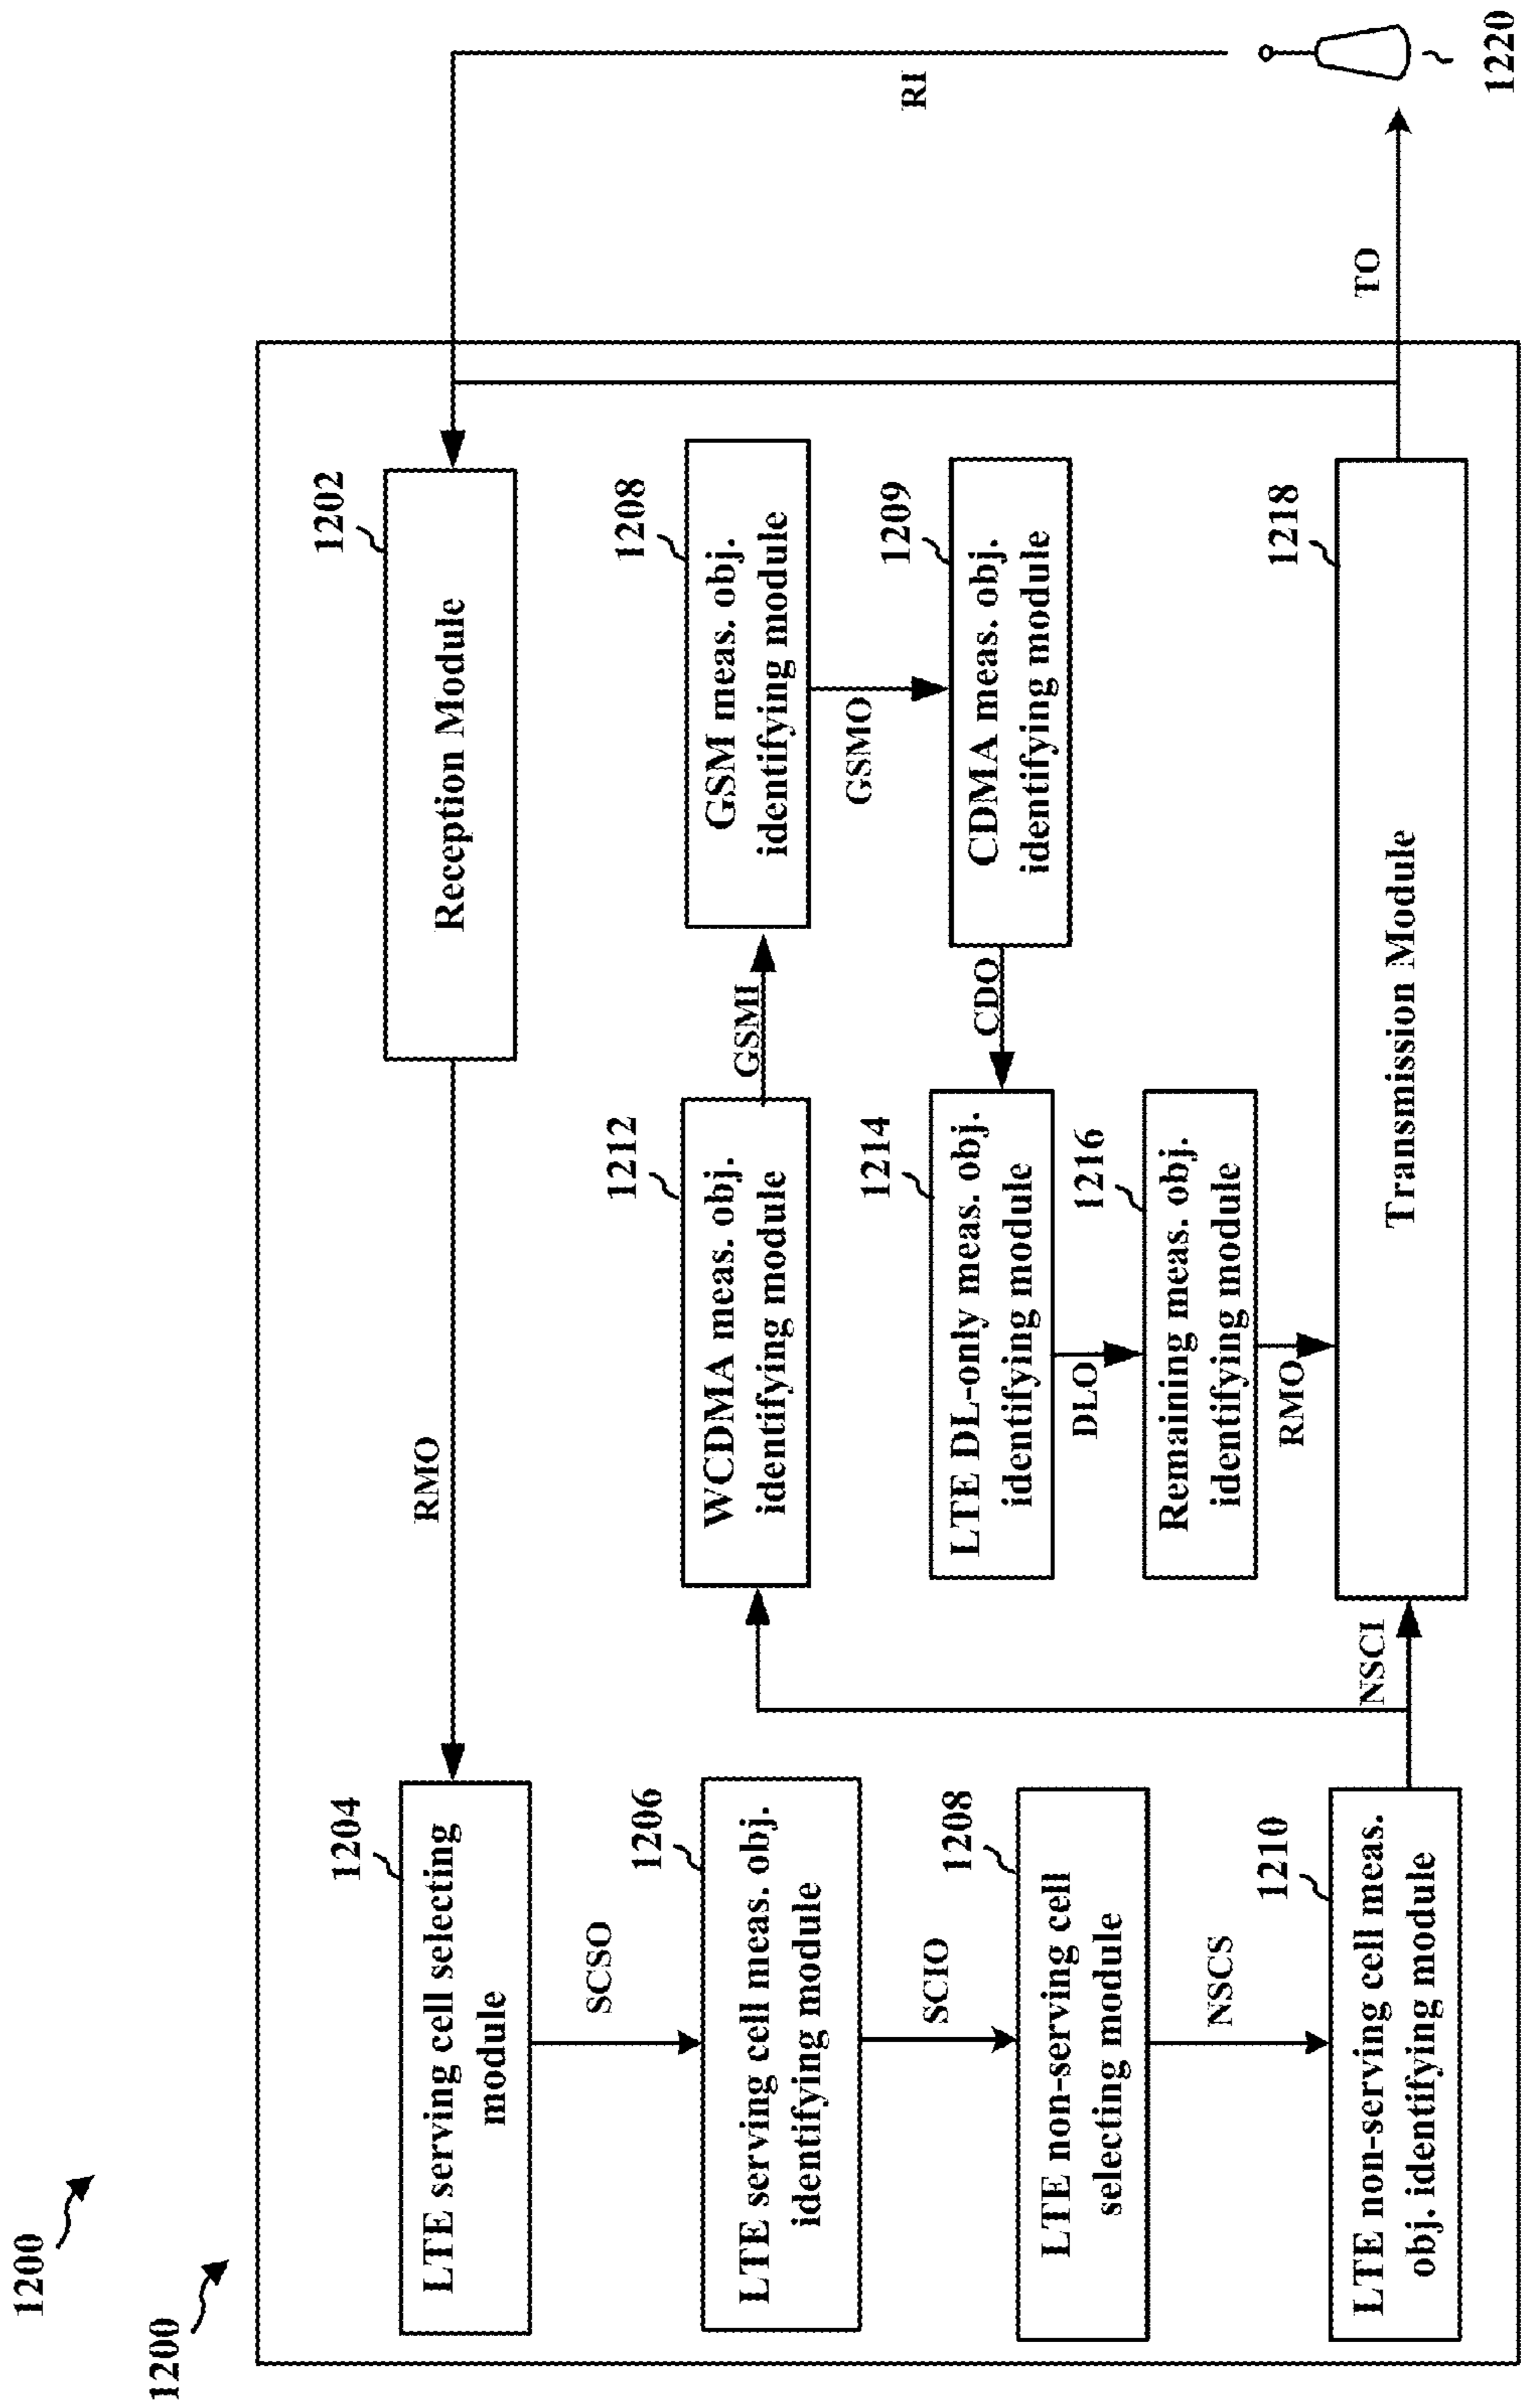 1200
1200
1204
LTE serving cell selecting
module
RMO
1202
Reception Module
RI
SCSO
1206
LTE serving cell meas. obj.
identifying module
1212
WCDMA meas. obj.
identifying module
GSMI
1208
GSM meas. obj.
identifying module
GSMO
SCIO
1208
LTE non-serving cell
selecting module
1214
LTE DL-only meas. obj.
identifying module
CDO
1209
CDMA meas. obj.
identifying module
DLO
1216
Remaining meas. obj.
identifying module
RMO
NSCS
1210
LTE non-serving cell meas.
obj. identifying module
NSCI
1218
Transmission Module
TO
1220